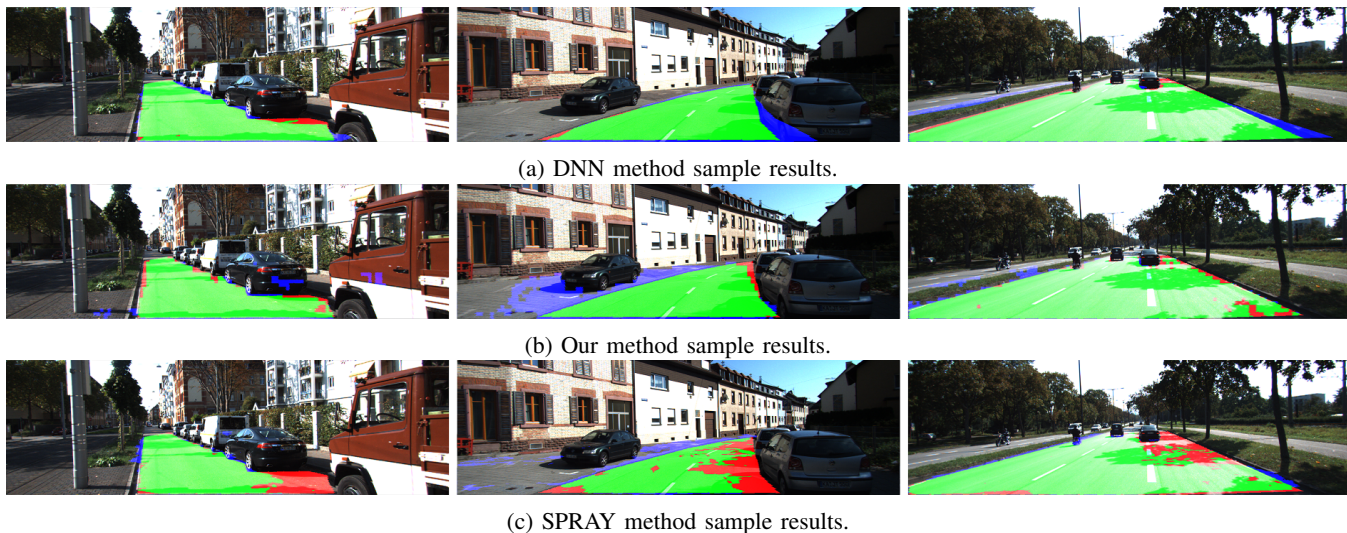 (a) DNN method sample results.
(b) Our method sample results.
(c) SPRAY method sample results.